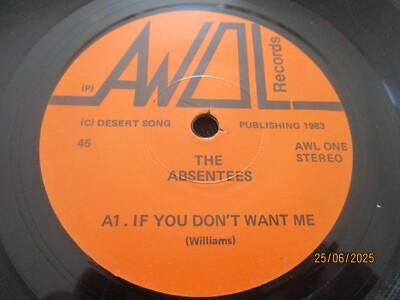 (P) AWOL Records
(C) DESERT SONG PUBLISHING 1983
45 AWL ONE
STEREO
THE
ABSENTEES
A1. IF YOU DON'T WANT ME
(Williams)
25/06/2025